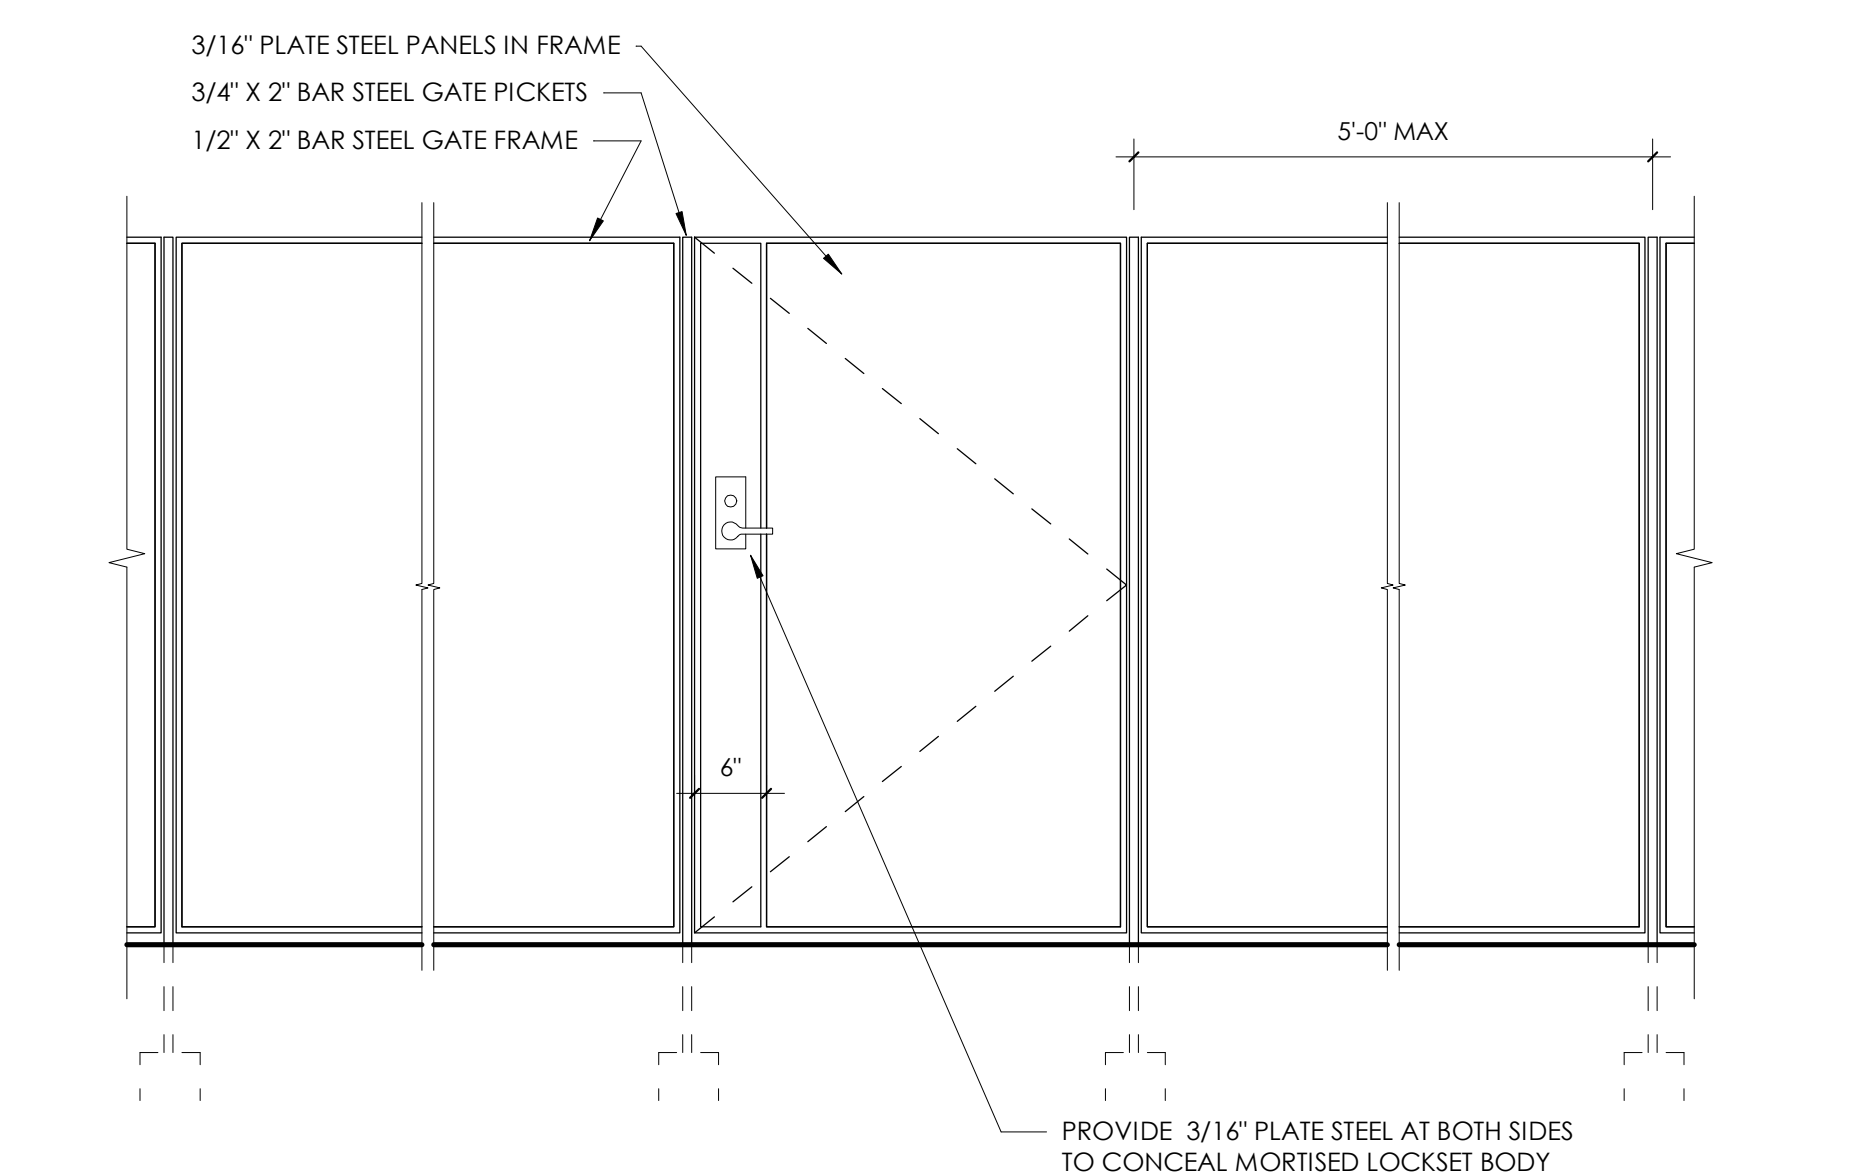 3/16" PLATE STEEL PANELS IN FRAME
3/4" X 2" BAR STEEL GATE PICKETS
1/2" X 2" BAR STEEL GATE FRAME
5'-0" MAX
6"
PROVIDE 3/16" PLATE STEEL AT BOTH SIDES
TO CONCEAL MORTISED LOCKSET BODY